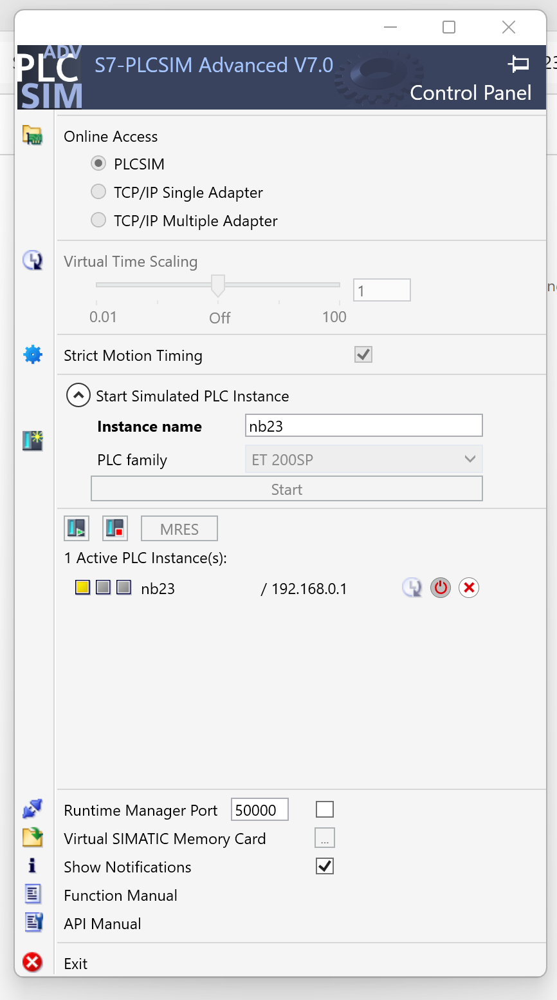 ADV
PLC
SIM
S7-PLCSIM Advanced V7.0
Control Panel
Online Access
PLCSIM
TCP/IP Single Adapter
TCP/IP Multiple Adapter
Virtual Time Scaling
1
0.01 Off 100
Strict Motion Timing
Start Simulated PLC Instance
Instance name nb23
PLC family ET 200SP
Start
MRES
1 Active PLC Instance(s):
nb23 / 192.168.0.1
Runtime Manager Port 50000
Virtual SIMATIC Memory Card ...
Show Notifications
Function Manual
API Manual
Exit